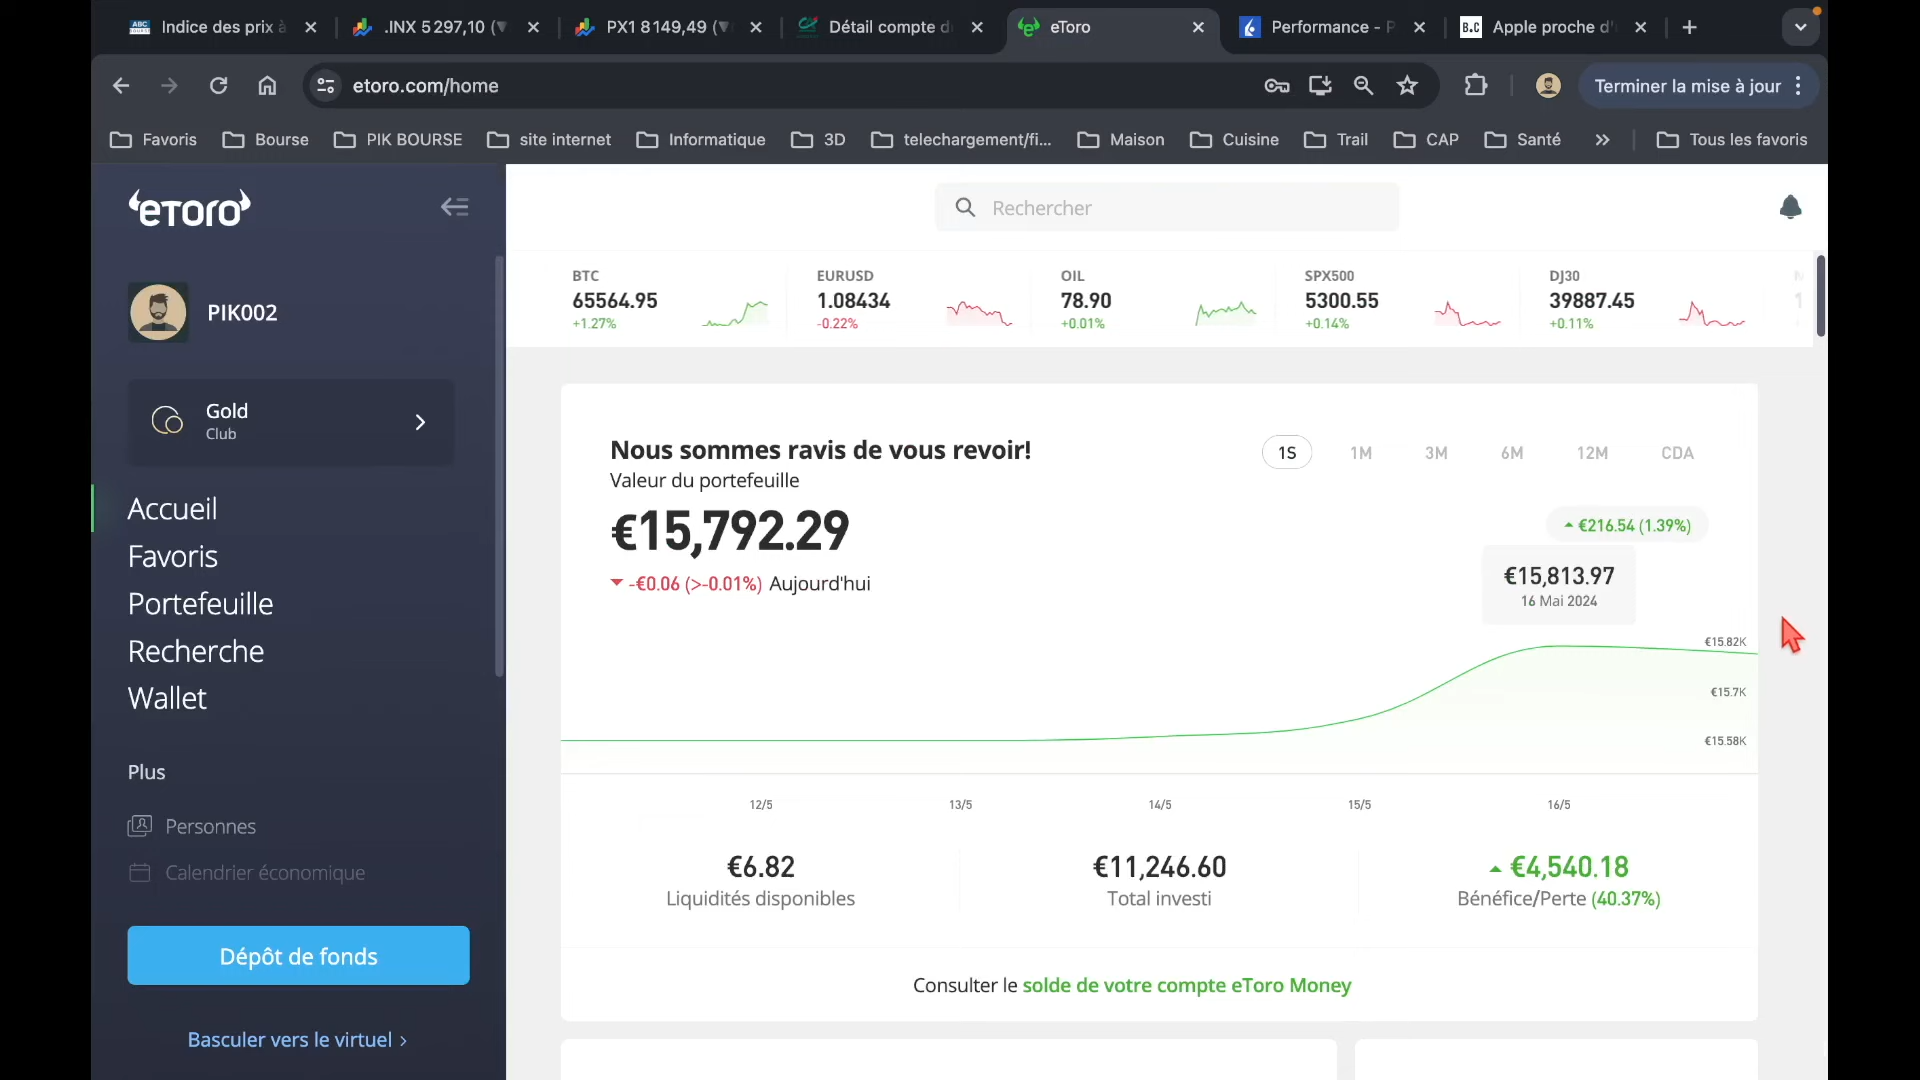 Indice des prix à
.INX 5 297,10 (▼
PX1 8 149,49 (▼
Détail compte d
eToro
Performance - P
B.C Apple proche d'
etoro.com/home
Terminer la mise à jour
Favoris
Bourse
PIK BOURSE
site internet
Informatique
3D
telechargement/fi...
Maison
Cuisine
Trail
CAP
Santé
Tous les favoris
eToro
PIK002
Gold
Club
Accueil
Favoris
Portefeuille
Recherche
Wallet
Plus
Personnes
Calendrier économique
Dépôt de fonds
Basculer vers le virtuel ›
Rechercher
BTC
65564.95
+1.27%
EURUSD
1.08434
-0.22%
OIL
78.90
+0.01%
SPX500
5300.55
+0.14%
DJ30
39887.45
+0.11%
Nous sommes ravis de vous revoir!
Valeur du portefeuille
€15,792.29
-€0.06 (>-0.01%) Aujourd'hui
1S 1M 3M 6M 12M CDA
€216.54 (1.39%)
€15,813.97
16 Mai 2024
€15.82K
€15.7K
€15.58K
12/5 13/5 14/5 15/5 16/5
€6.82
Liquidités disponibles
€11,246.60
Total investi
€4,540.18
Bénéfice/Perte (40.37%)
Consulter le solde de votre compte eToro Money